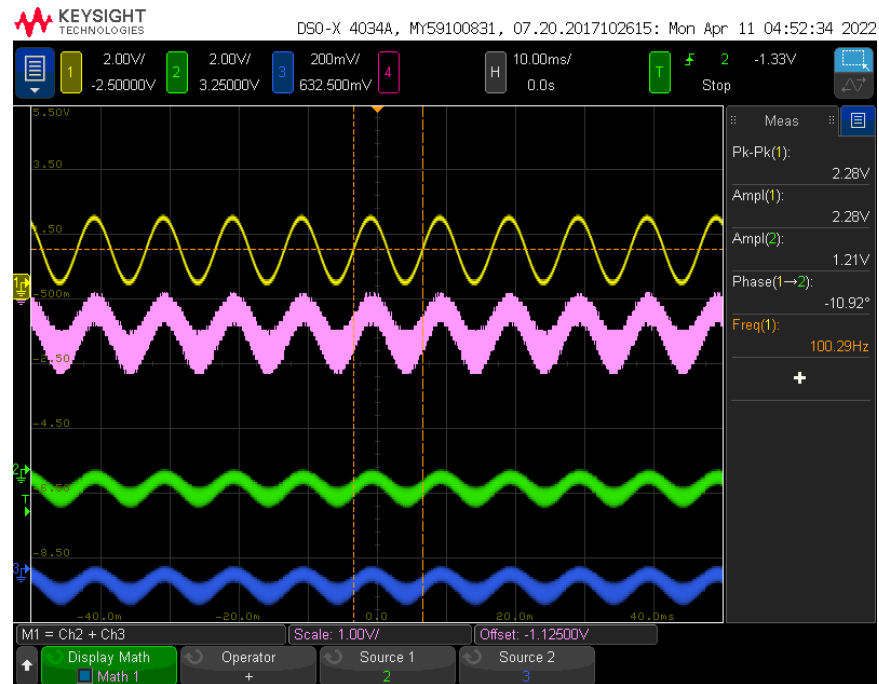 KEYSIGHT
TECHNOLOGIES
DSO-X 4034A, MY59100831, 07.20.2017102615: Mon Apr 11 04:52:34 2022
1 2.00V/ 2 2.00V/ 3 200mV/ 4 H 10.00ms/ T 2 -1.33V
-2.50000V 3.25000V 632.500mV 0.0s Stop
5.50V
3.50
1.50
-500m
-2.50
-4.50
-6.50
-8.50
1
2
T
3
-40.0m -20.0m 0.0 20.0m 40.0ms
Meas
Pk-Pk(1):
2.28V
Ampl(1):
2.28V
Ampl(2):
1.21V
Phase(1→2):
-10.92°
Freq(1):
100.29Hz
+
M1 = Ch2 + Ch3 Scale: 1.00V/ Offset: -1.12500V
Display Math Operator Source 1 Source 2
Math 1 + 2 3